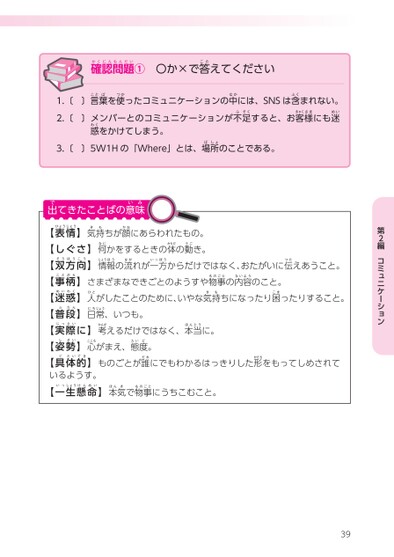 確認問題① 〇か×で答えてください
1.〔 〕言葉を使ったコミュニケーションの中には、SNSは含まれない。
2.〔 〕メンバーとのコミュニケーションが不足すると、お客様にも迷
惑をかけてしまう。
3.〔 〕5W1Hの「Where」とは、場所のことである。
出てきたことばの意味
【表情】気持ちが顔にあらわれたもの。
【しぐさ】何かをするときの体の動き。
【双方向】情報の流れが一方からだけではなく、おたがいに伝えあうこと。
【事柄】さまざまなできごとのようすや物事の内容のこと。
【迷惑】人がしたことのために、いやな気持ちになったり困ったりすること。
【普段】日常、いつも。
【実際に】考えるだけではなく、本当に。
【姿勢】心がまえ、態度。
【具体的】ものごとが誰にでもわかるはっきりした形をもってしめされて
いるようす。
【一生懸命】本気で物事にうちこむこと。
第2編 コミュニケーション
39